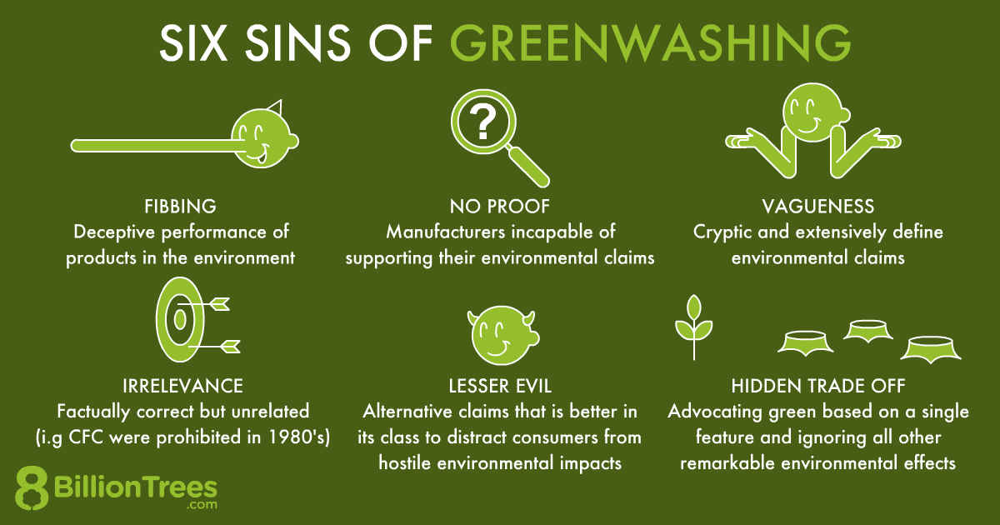 SIX SINS OF GREENWASHING
?
FIBBING
Deceptive performance of
products in the environment
NO PROOF
Manufacturers incapable of
supporting their environmental claims
VAGUENESS
Cryptic and extensively define
environmental claims
IRRELEVANCE
Factually correct but unrelated
(i.g CFC were prohibited in 1980's)
LESSER EVIL
Alternative claims that is better in
its class to distract consumers from
hostile environmental impacts
HIDDEN TRADE OFF
Advocating green based on a single
feature and ignoring all other
remarkable environmental effects
8 BillionTrees
.com